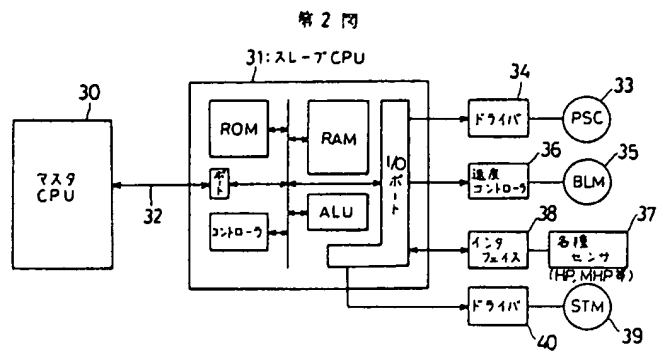 第2図
31:スレーブCPU
30
マスタ
CPU
32
ROM
RAM
ポート
コントローラ
ALU
I/Oポート
34
ドライバ
33
PSC
36
速度
コントローラ
35
BLM
38
インタ
フェイス
37
各種
センサ
(HP,MHP等)
ドライバ
40
STM
39